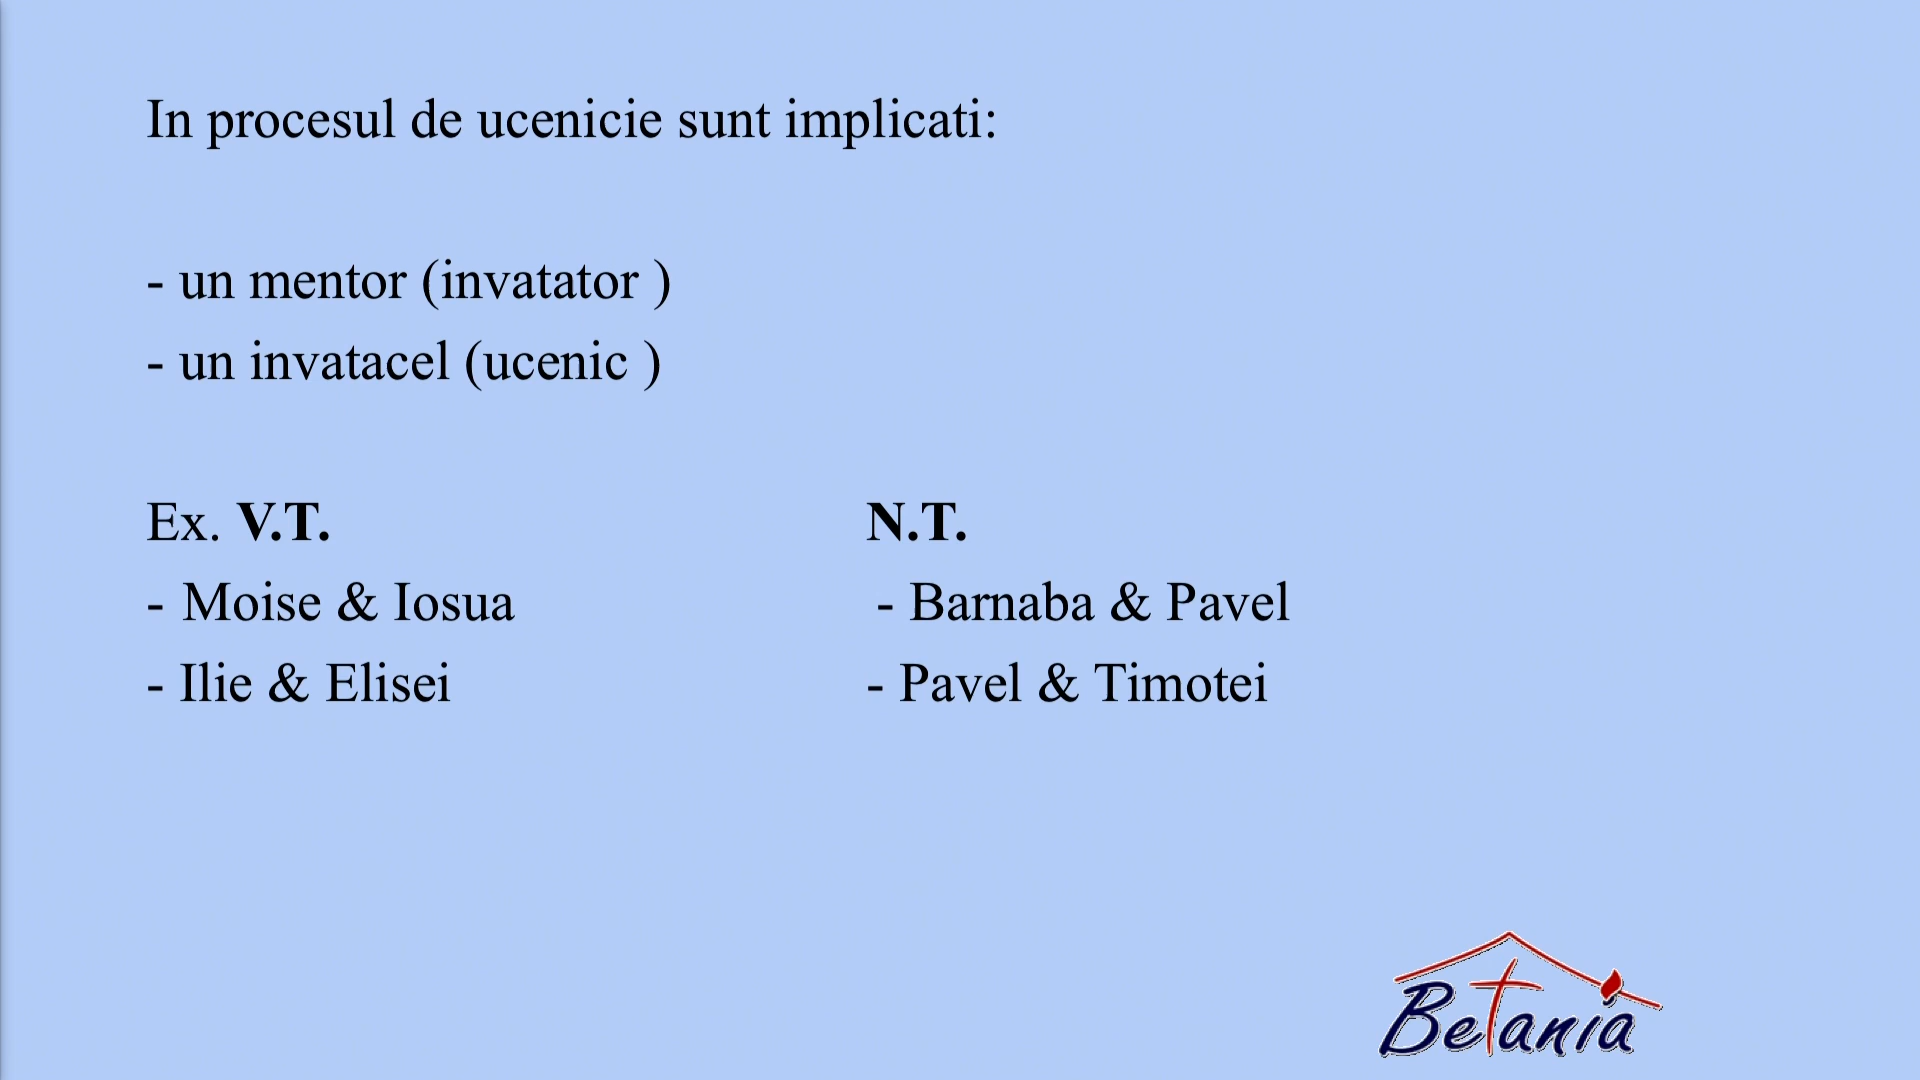 In procesul de ucenicie sunt implicati:
- un mentor (invatator )
- un invatacel (ucenic )
Ex. V.T. N.T.
- Moise & Iosua - Barnaba & Pavel
- Ilie & Elisei - Pavel & Timotei
Betania